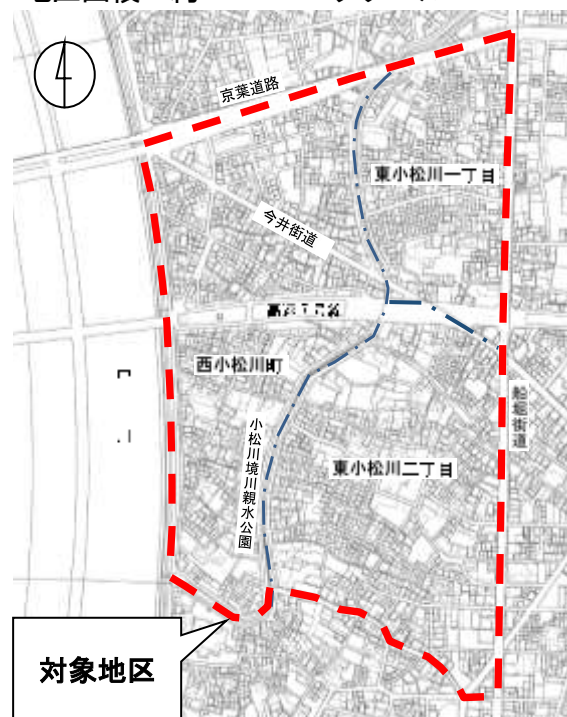 京葉道路
東小松川一丁目
今井街道
西小松川町
船堀街道
小松川境川親水公園
東小松川二丁目
対象地区